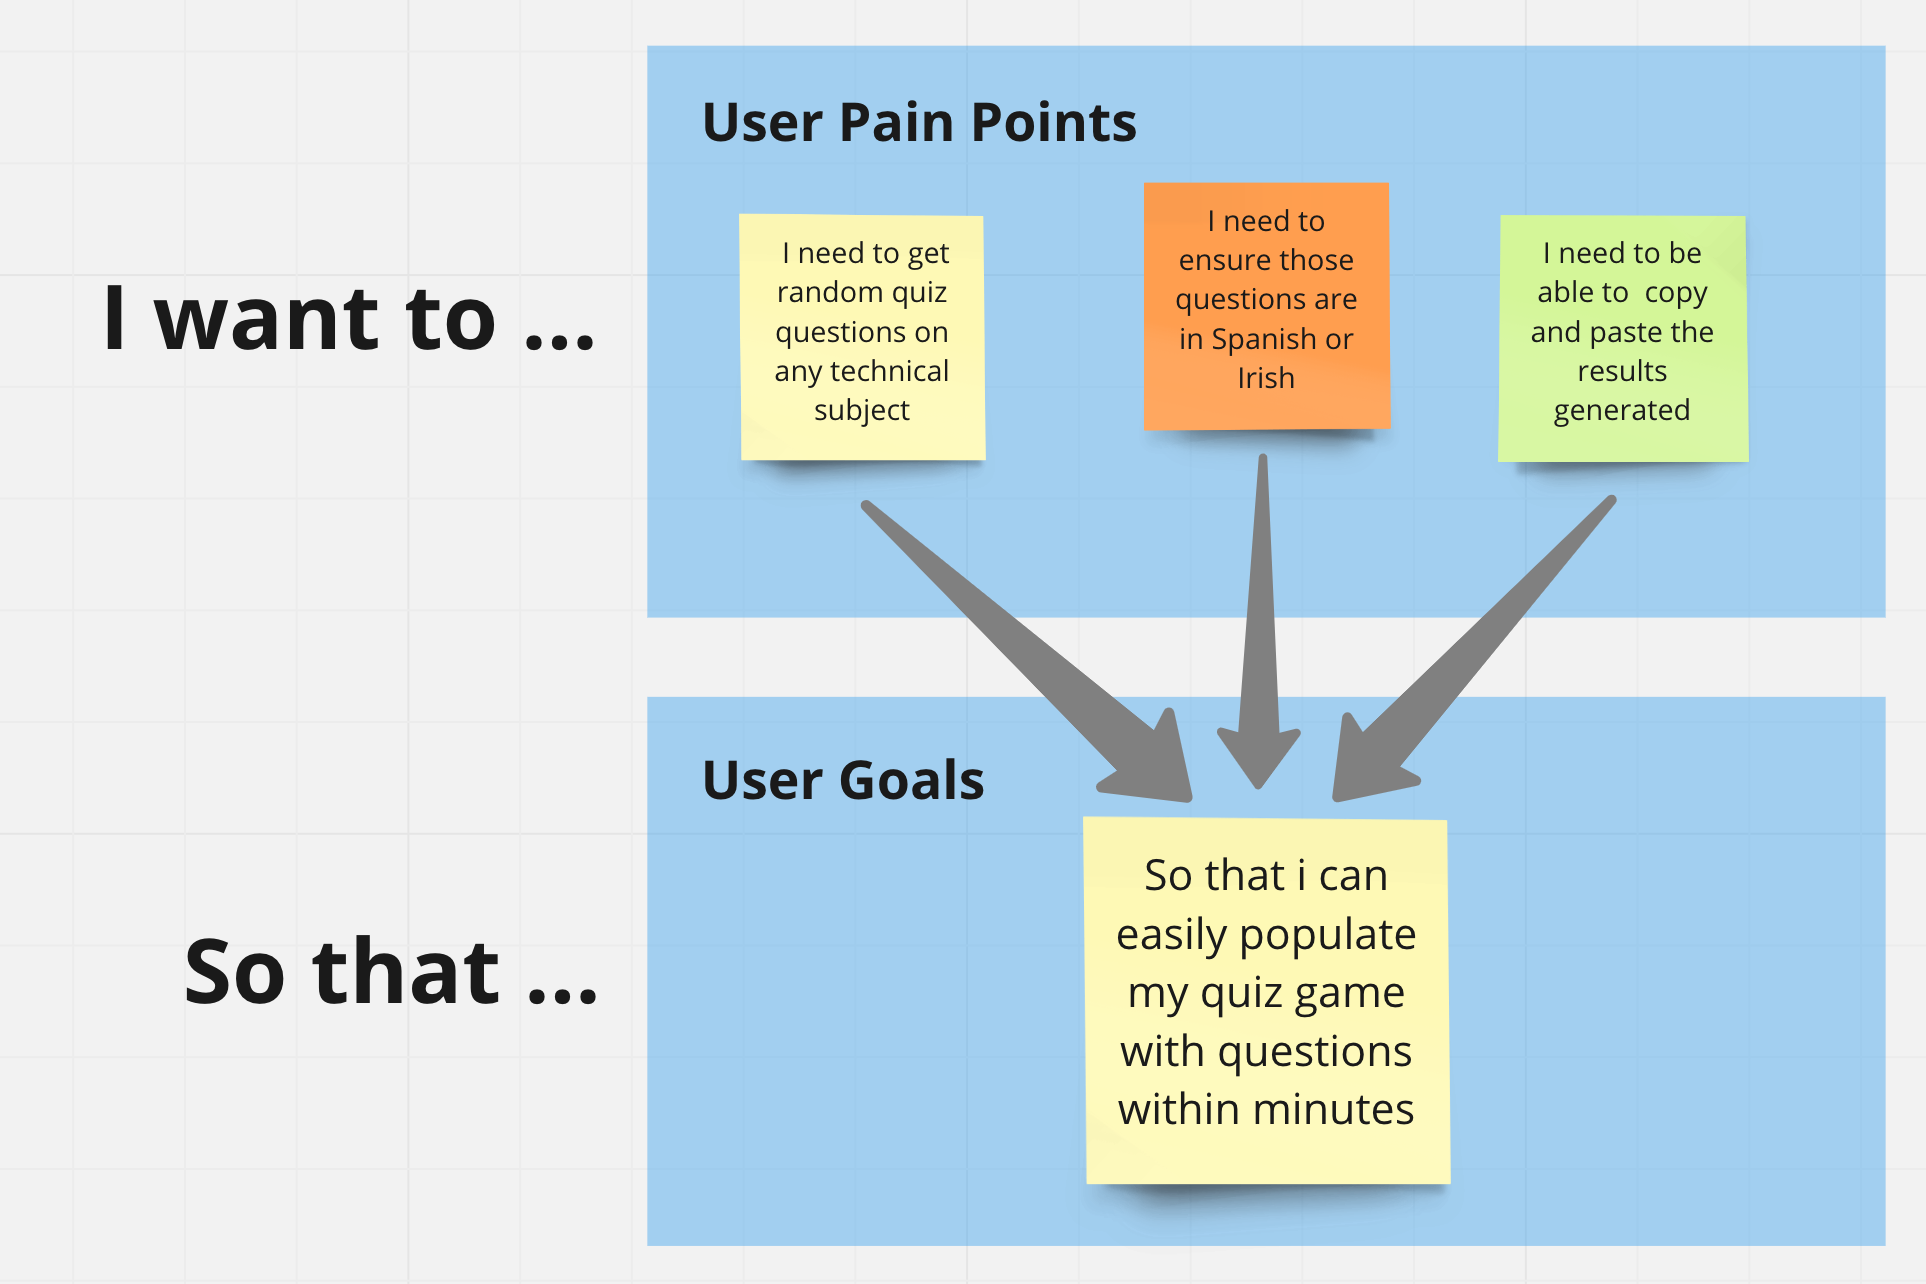 User Pain Points
I want to ...
I need to get
random quiz
questions on
any technical
subject
I need to
ensure those
questions are
in Spanish or
Irish
I need to be
able to  copy
and paste the
results
generated
User Goals
So that ...
So that i can
easily populate
my quiz game
with questions
within minutes